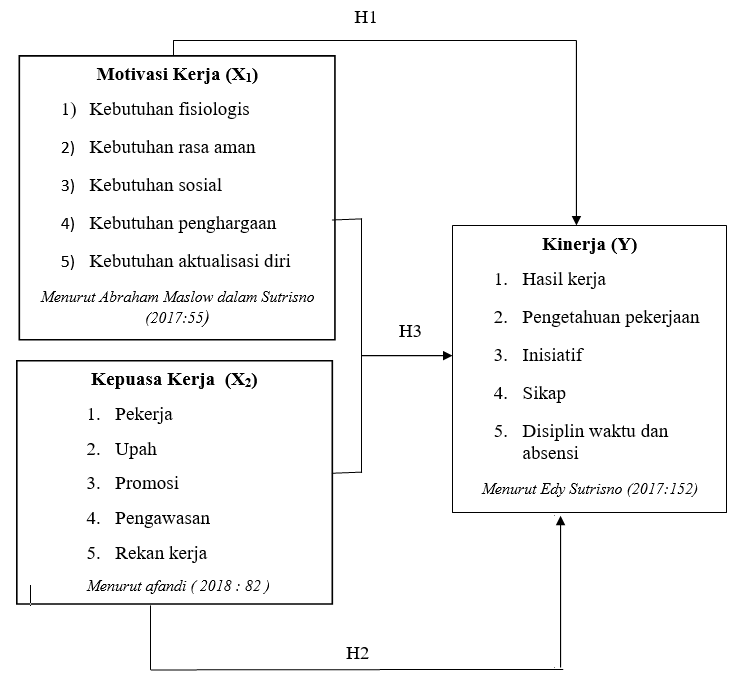 H1
Motivasi Kerja (X₁)
1) Kebutuhan fisiologis
2) Kebutuhan rasa aman
3) Kebutuhan sosial
4) Kebutuhan penghargaan
5) Kebutuhan aktualisasi diri
Menurut Abraham Maslow dalam Sutrisno
(2017:55)
H3
Kepuasa Kerja (X₂)
1. Pekerja
2. Upah
3. Promosi
4. Pengawasan
5. Rekan kerja
Menurut afandi ( 2018 : 82 )
Kinerja (Y)
1. Hasil kerja
2. Pengetahuan pekerjaan
3. Inisiatif
4. Sikap
5. Disiplin waktu dan
absensi
Menurut Edy Sutrisno (2017:152)
H2